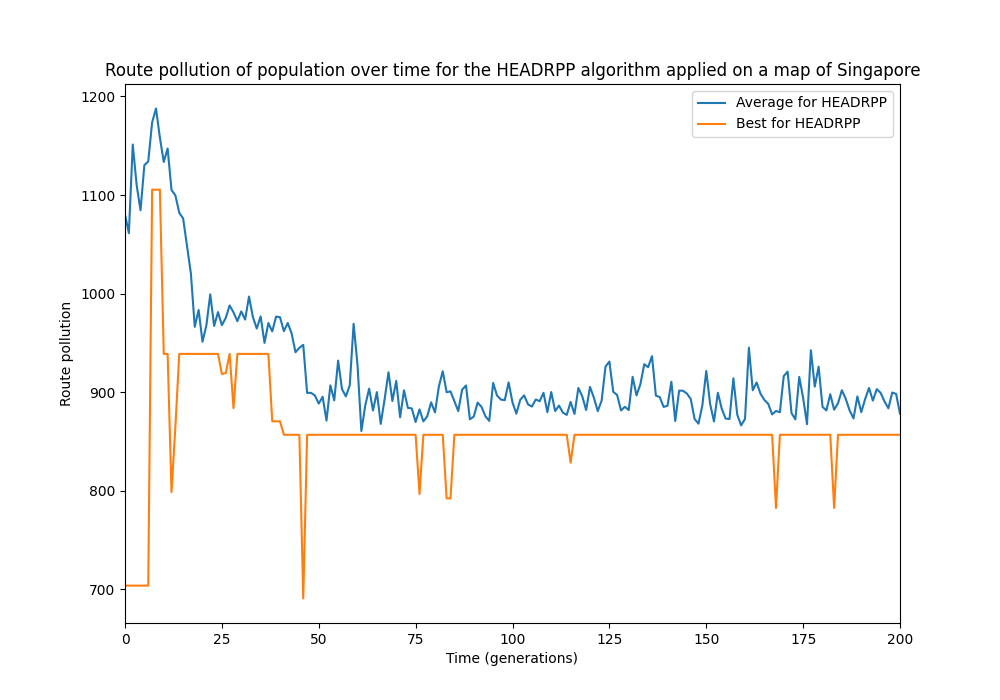 Route pollution of population over time for the HEADRPP algorithm applied on a map of Singapore
1200
1100
1000
900
800
700
Route pollution
Average for HEADRPP
Best for HEADRPP
0 25 50 75 100 125 150 175 200
Time (generations)